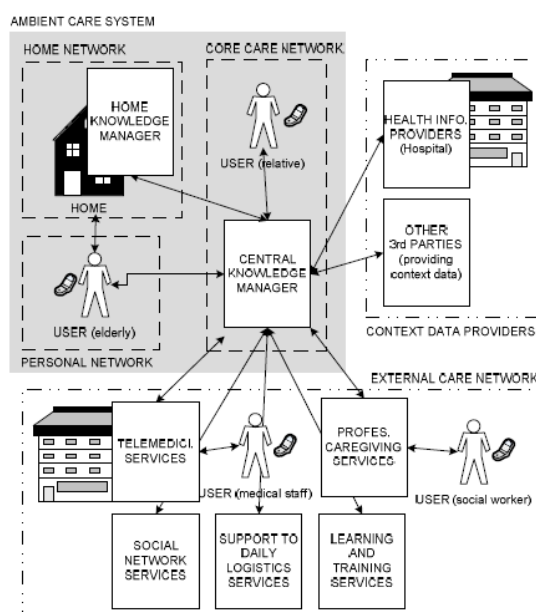 AMBIENT CARE SYSTEM
HOME NETWORK
HOME
KNOWLEDGE
MANAGER
HOME
CORE CARE NETWORK
USER (relative)
HEALTH INFO.
PROVIDERS
(Hospital)
CENTRAL
KNOWLEDGE
MANAGER
OTHER
3rd PARTIES
(providing
context data)
USER (elderly)
PERSONAL NETWORK
CONTEXT DATA PROVIDERS
EXTERNAL CARE NETWORK
TELEMEDICI.
SERVICES
USER (medical staff)
PROFES.
CAREGIVING
SERVICES
USER (social worker)
SOCIAL
NETWORK
SERVICES
SUPPORT TO
DAILY
LOGISTICS
SERVICES
LEARNING
AND
TRAINING
SERVICES